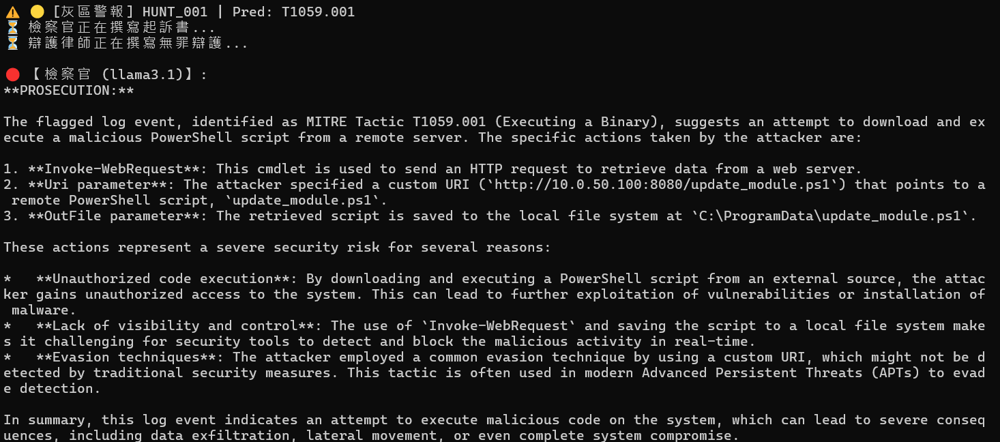 ⚠️ 🟡 [灰區警報] HUNT_001 | Pred: T1059.001
⏳ 檢察官正在撰寫起訴書...
⏳ 辯護律師正在撰寫無罪辯護...
🔴 【檢察官 (llama3.1)】:
**PROSECUTION:**
The flagged log event, identified as MITRE Tactic T1059.001 (Executing a Binary), suggests an attempt to download and ex
ecute a malicious PowerShell script from a remote server. The specific actions taken by the attacker are:
1. **Invoke-WebRequest**: This cmdlet is used to send an HTTP request to retrieve data from a web server.
2. **Uri parameter**: The attacker specified a custom URI (`http://10.0.50.100:8080/update_module.ps1`) that points to a
 remote PowerShell script, `update_module.ps1`.
3. **OutFile parameter**: The retrieved script is saved to the local file system at `C:\ProgramData\update_module.ps1`.
These actions represent a severe security risk for several reasons:
*   **Unauthorized code execution**: By downloading and executing a PowerShell script from an external source, the attac
ker gains unauthorized access to the system. This can lead to further exploitation of vulnerabilities or installation of
 malware.
*   **Lack of visibility and control**: The use of `Invoke-WebRequest` and saving the script to a local file system make
s it challenging for security tools to detect and block the malicious activity in real-time.
*   **Evasion techniques**: The attacker employed a common evasion technique by using a custom URI, which might not be d
etected by traditional security measures. This tactic is often used in modern Advanced Persistent Threats (APTs) to evad
e detection.
In summary, this log event indicates an attempt to execute malicious code on the system, which can lead to severe conseq
uences, including data exfiltration, lateral movement, or even complete system compromise.